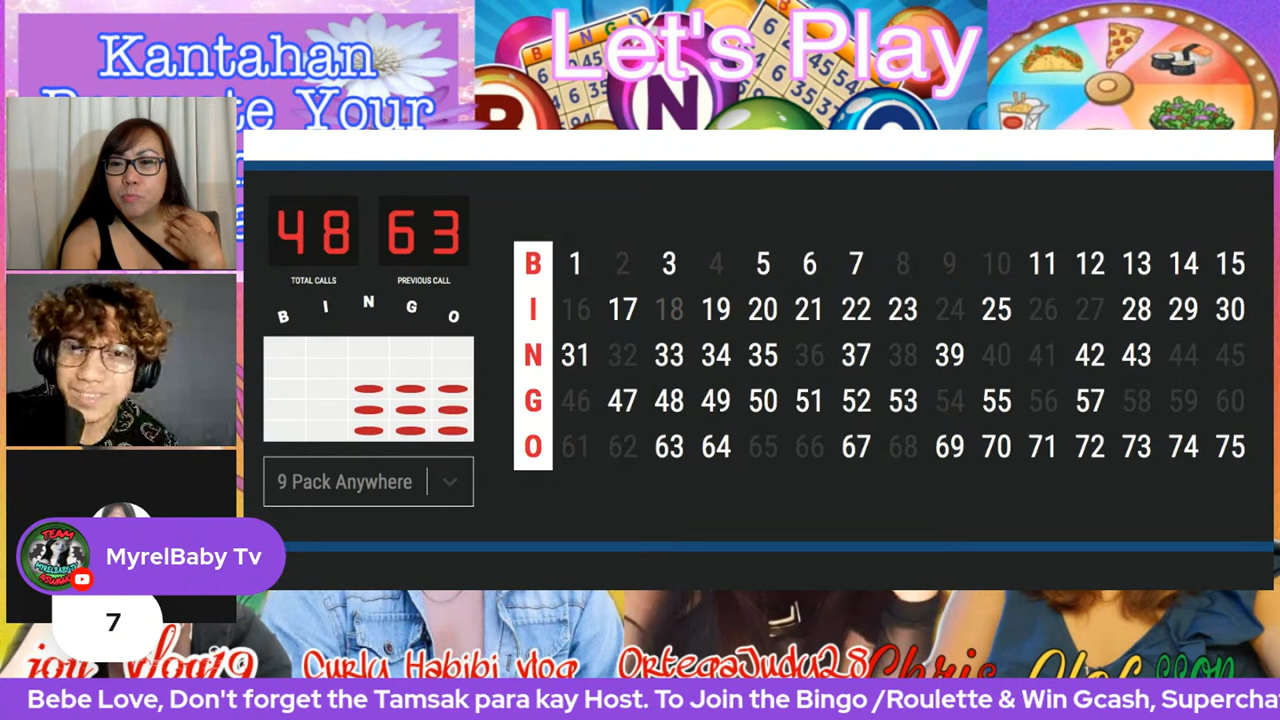 Kantahan
Let's Play
48 63
TOTAL CALLS PREVIOUS CALL
B I N G O
9 Pack Anywhere
B 1 2 3 4 5 6 7 8 9 10 11 12 13 14 15
I 16 17 18 19 20 21 22 23 24 25 26 27 28 29 30
N 31 32 33 34 35 36 37 38 39 40 41 42 43 44 45
G 46 47 48 49 50 51 52 53 54 55 56 57 58 59 60
O 61 62 63 64 65 66 67 68 69 70 71 72 73 74 75
MyrelBaby Tv
7
Curly Habibi vlog OrtegaJudy28
Bebe Love, Don't forget the Tamsak para kay Host. To Join the Bingo /Roulette & Win Gcash, Supercha